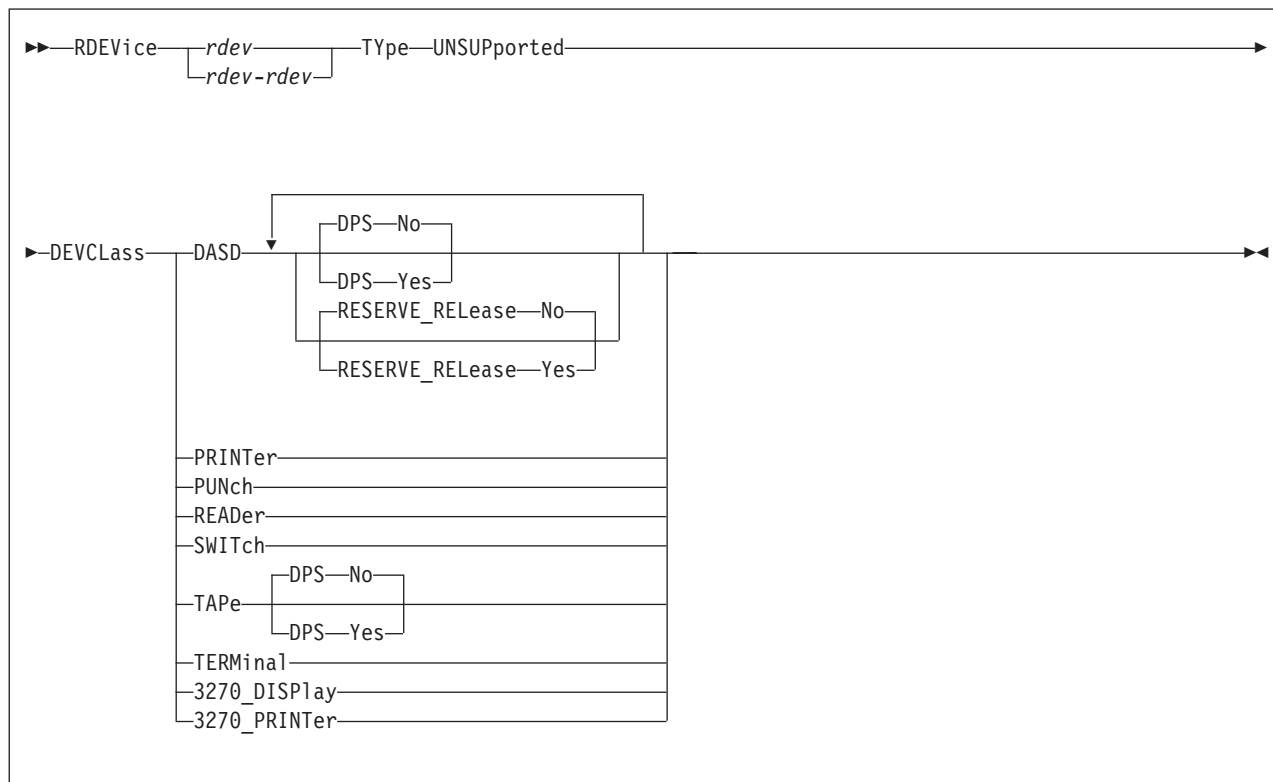 RDEVice rdev TYpe UNSUPported
rdev-rdev
DPS No
DEVCLass DASD
DPS Yes
RESERVE_RELease No
RESERVE_RELease Yes
PRINTer
PUNch
READer
SWITch
DPS No
TAPe
DPS Yes
TERMinal
3270_DISPlay
3270_PRINTer